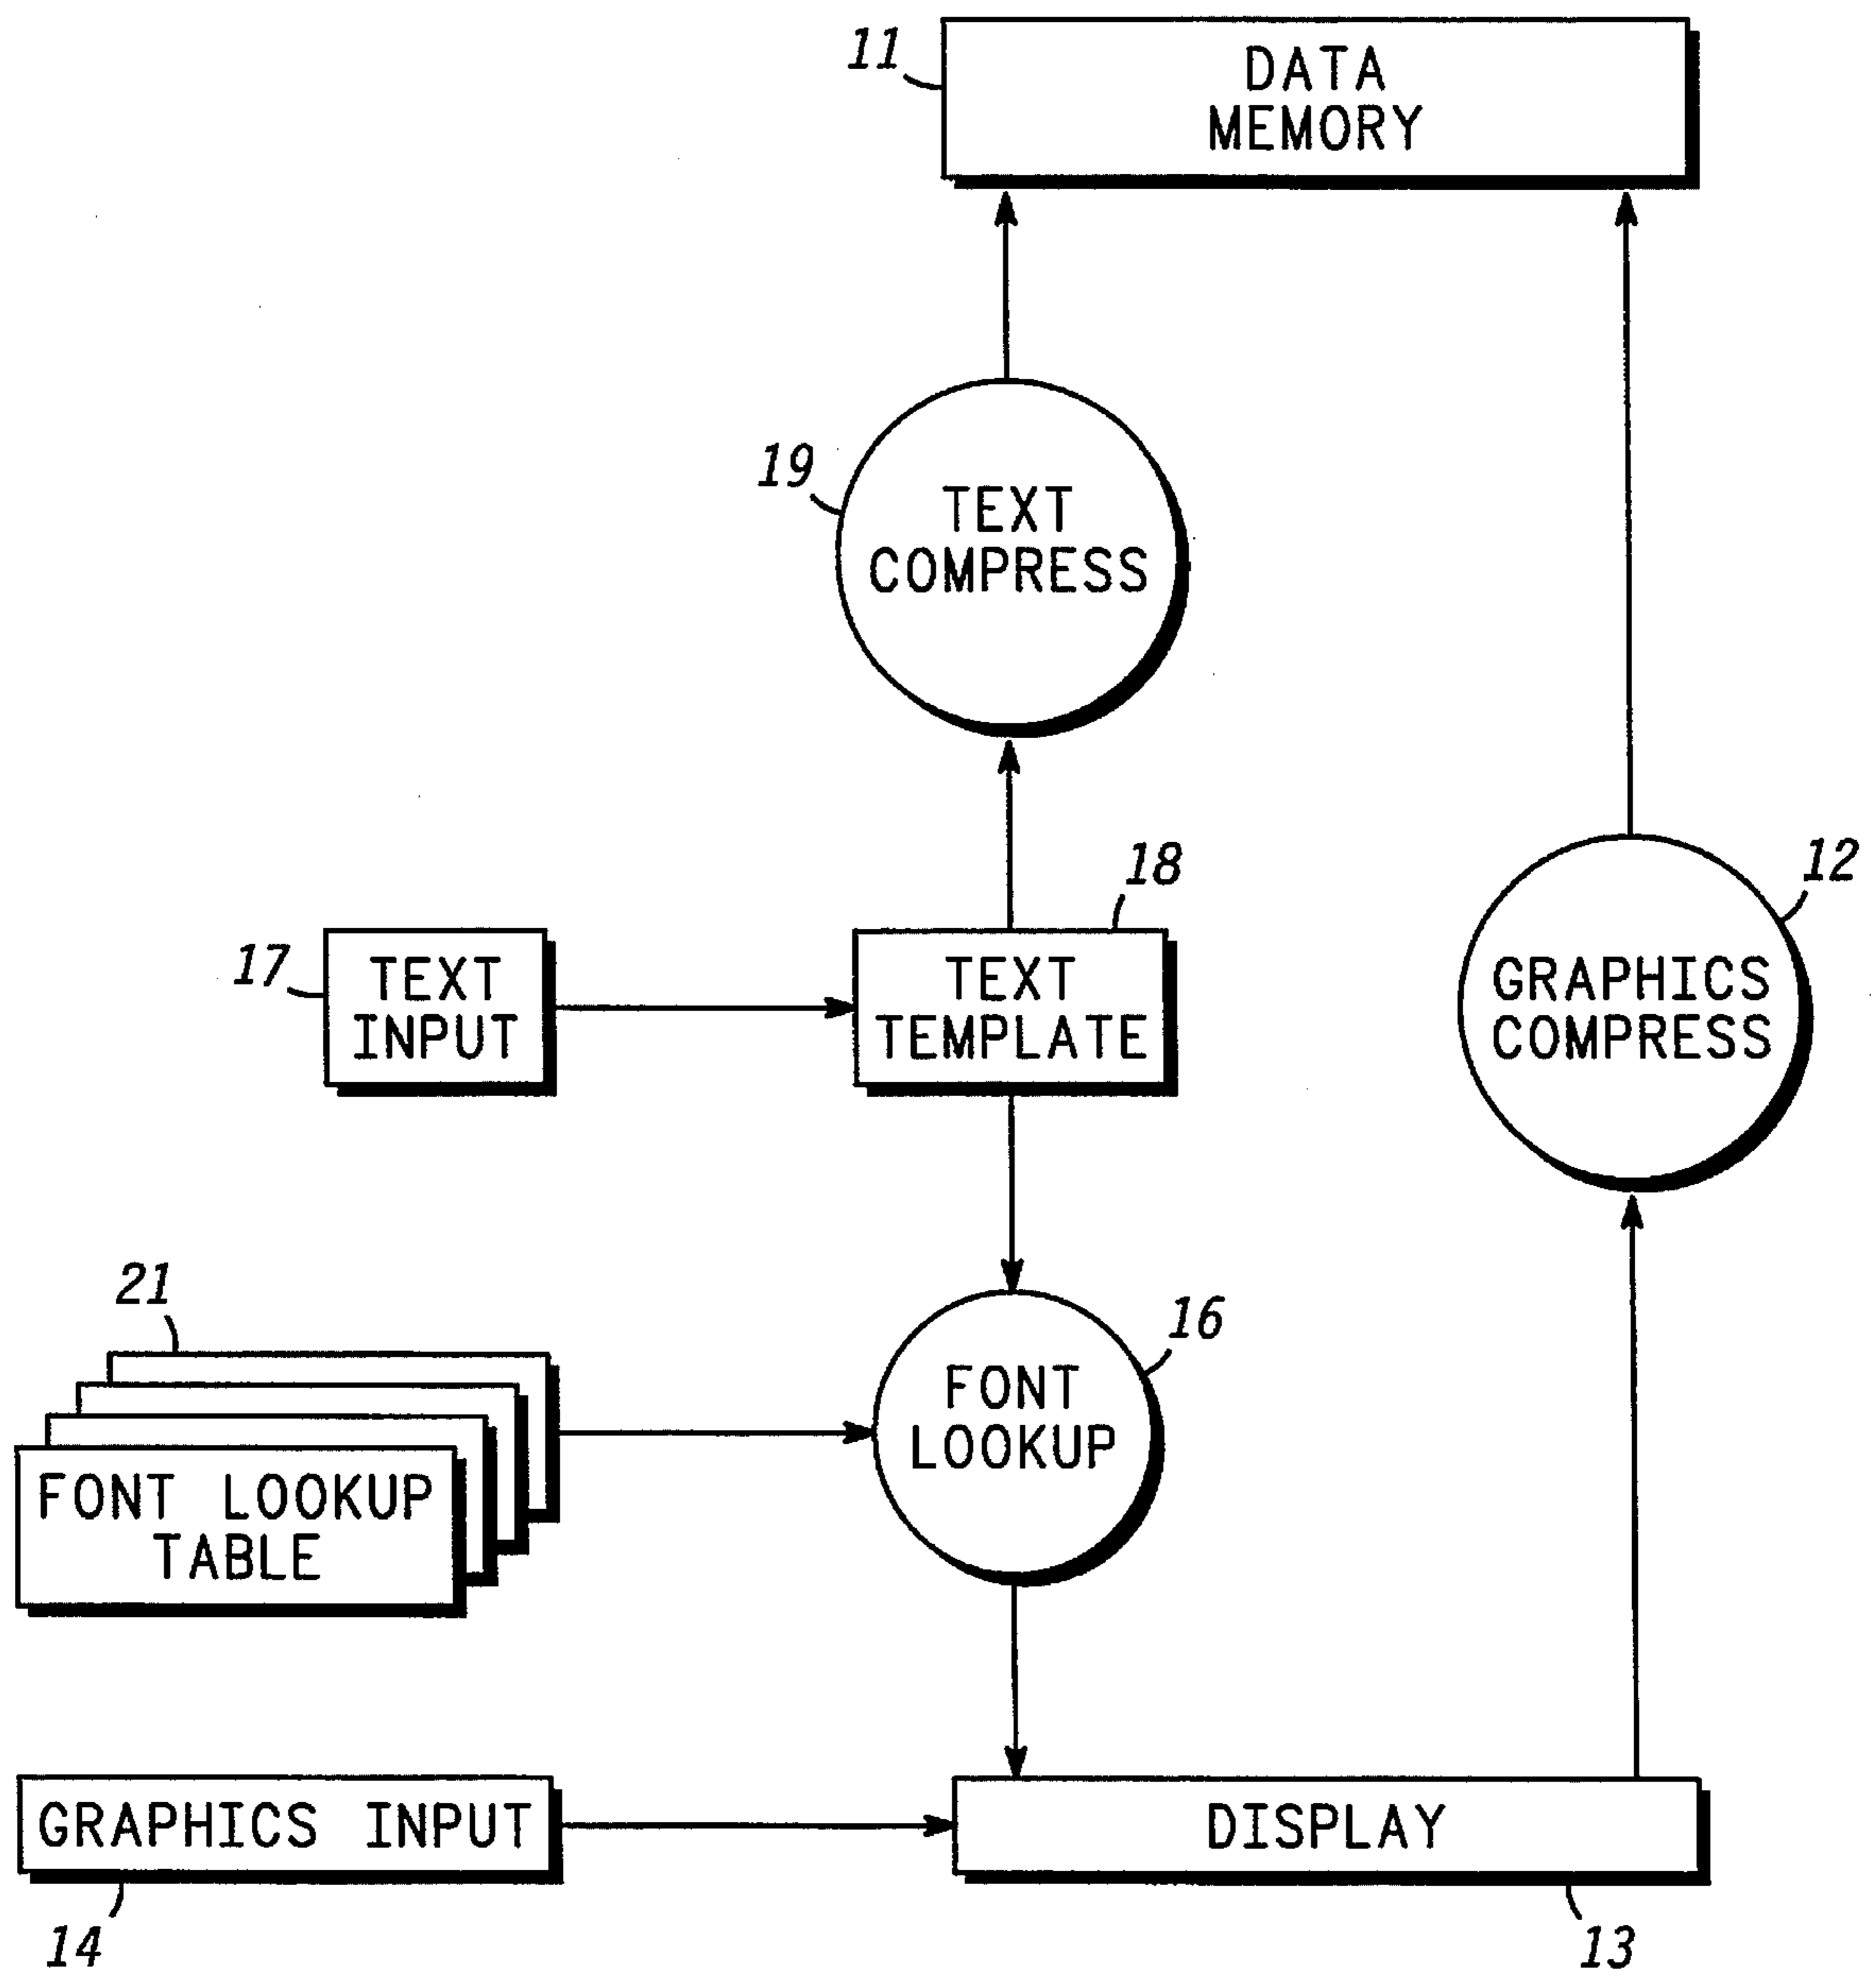 11
DATA
MEMORY
19
TEXT
COMPRESS
18
12
17
TEXT
INPUT
TEXT
TEMPLATE
GRAPHICS
COMPRESS
21
16
FONT
LOOKUP
FONT LOOKUP
TABLE
GRAPHICS INPUT
DISPLAY
14
13